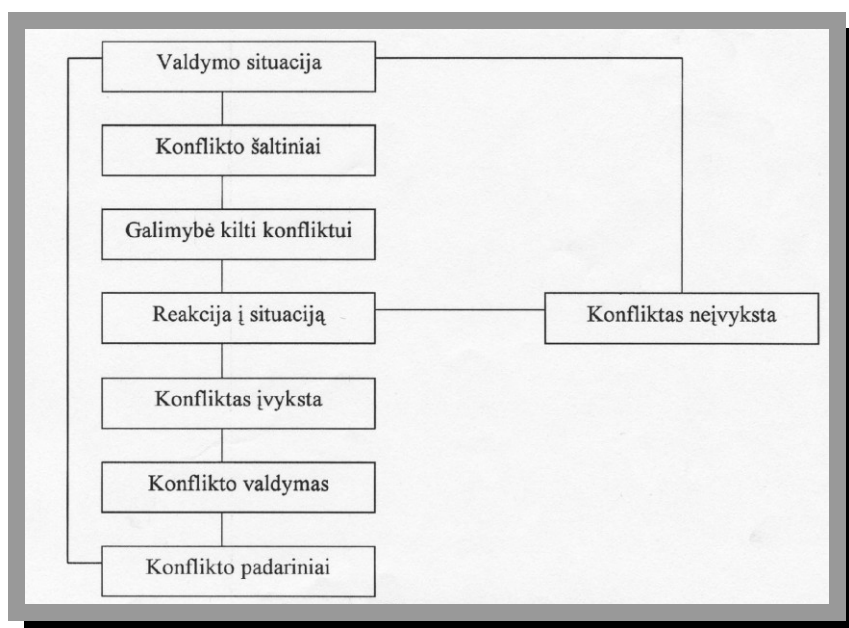 Valdymo situacija
Konflikto šaltiniai
Galimybė kilti konfliktui
Reakcija į situaciją
Konfliktas neįvyksta
Konfliktas įvyksta
Konflikto valdymas
Konflikto padariniai